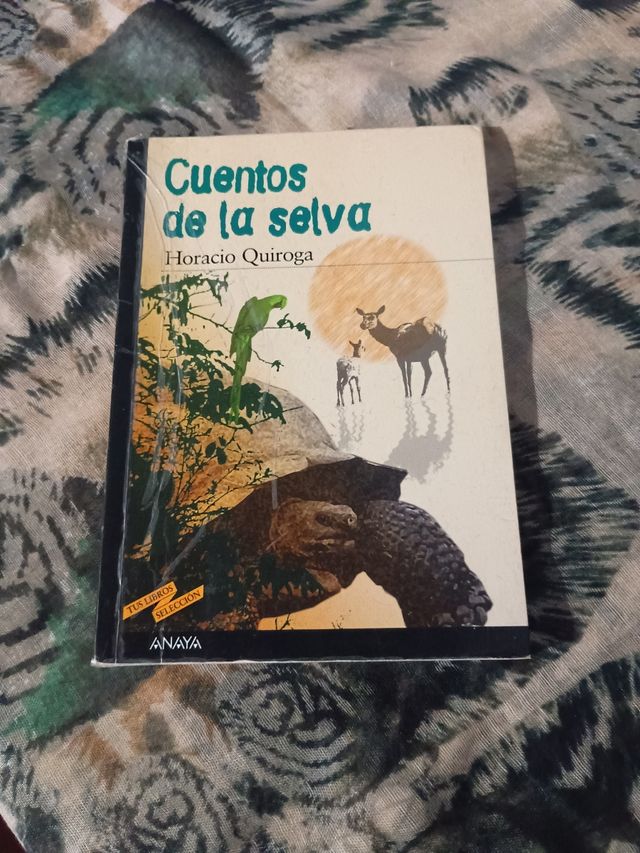 Cuentos
de la selva
Horacio Quiroga
TUS LIBROS
SELECCIÓN
ANAYA